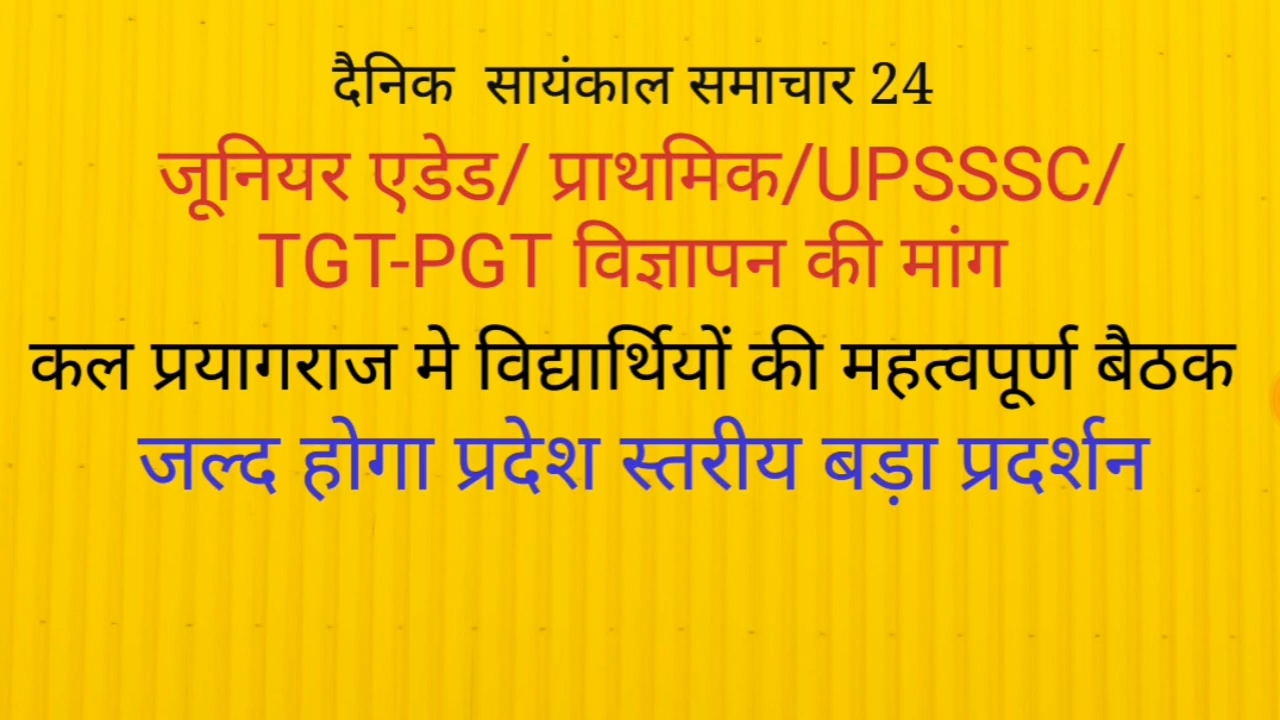 दैनिक सायंकाल समाचार 24
जूनियर एडेड/ प्राथमिक/UPSSSC/
TGT-PGT विज्ञापन की मांग
कल प्रयागराज मे विद्यार्थियों की महत्वपूर्ण बैठक
जल्द होगा प्रदेश स्तरीय बड़ा प्रदर्शन